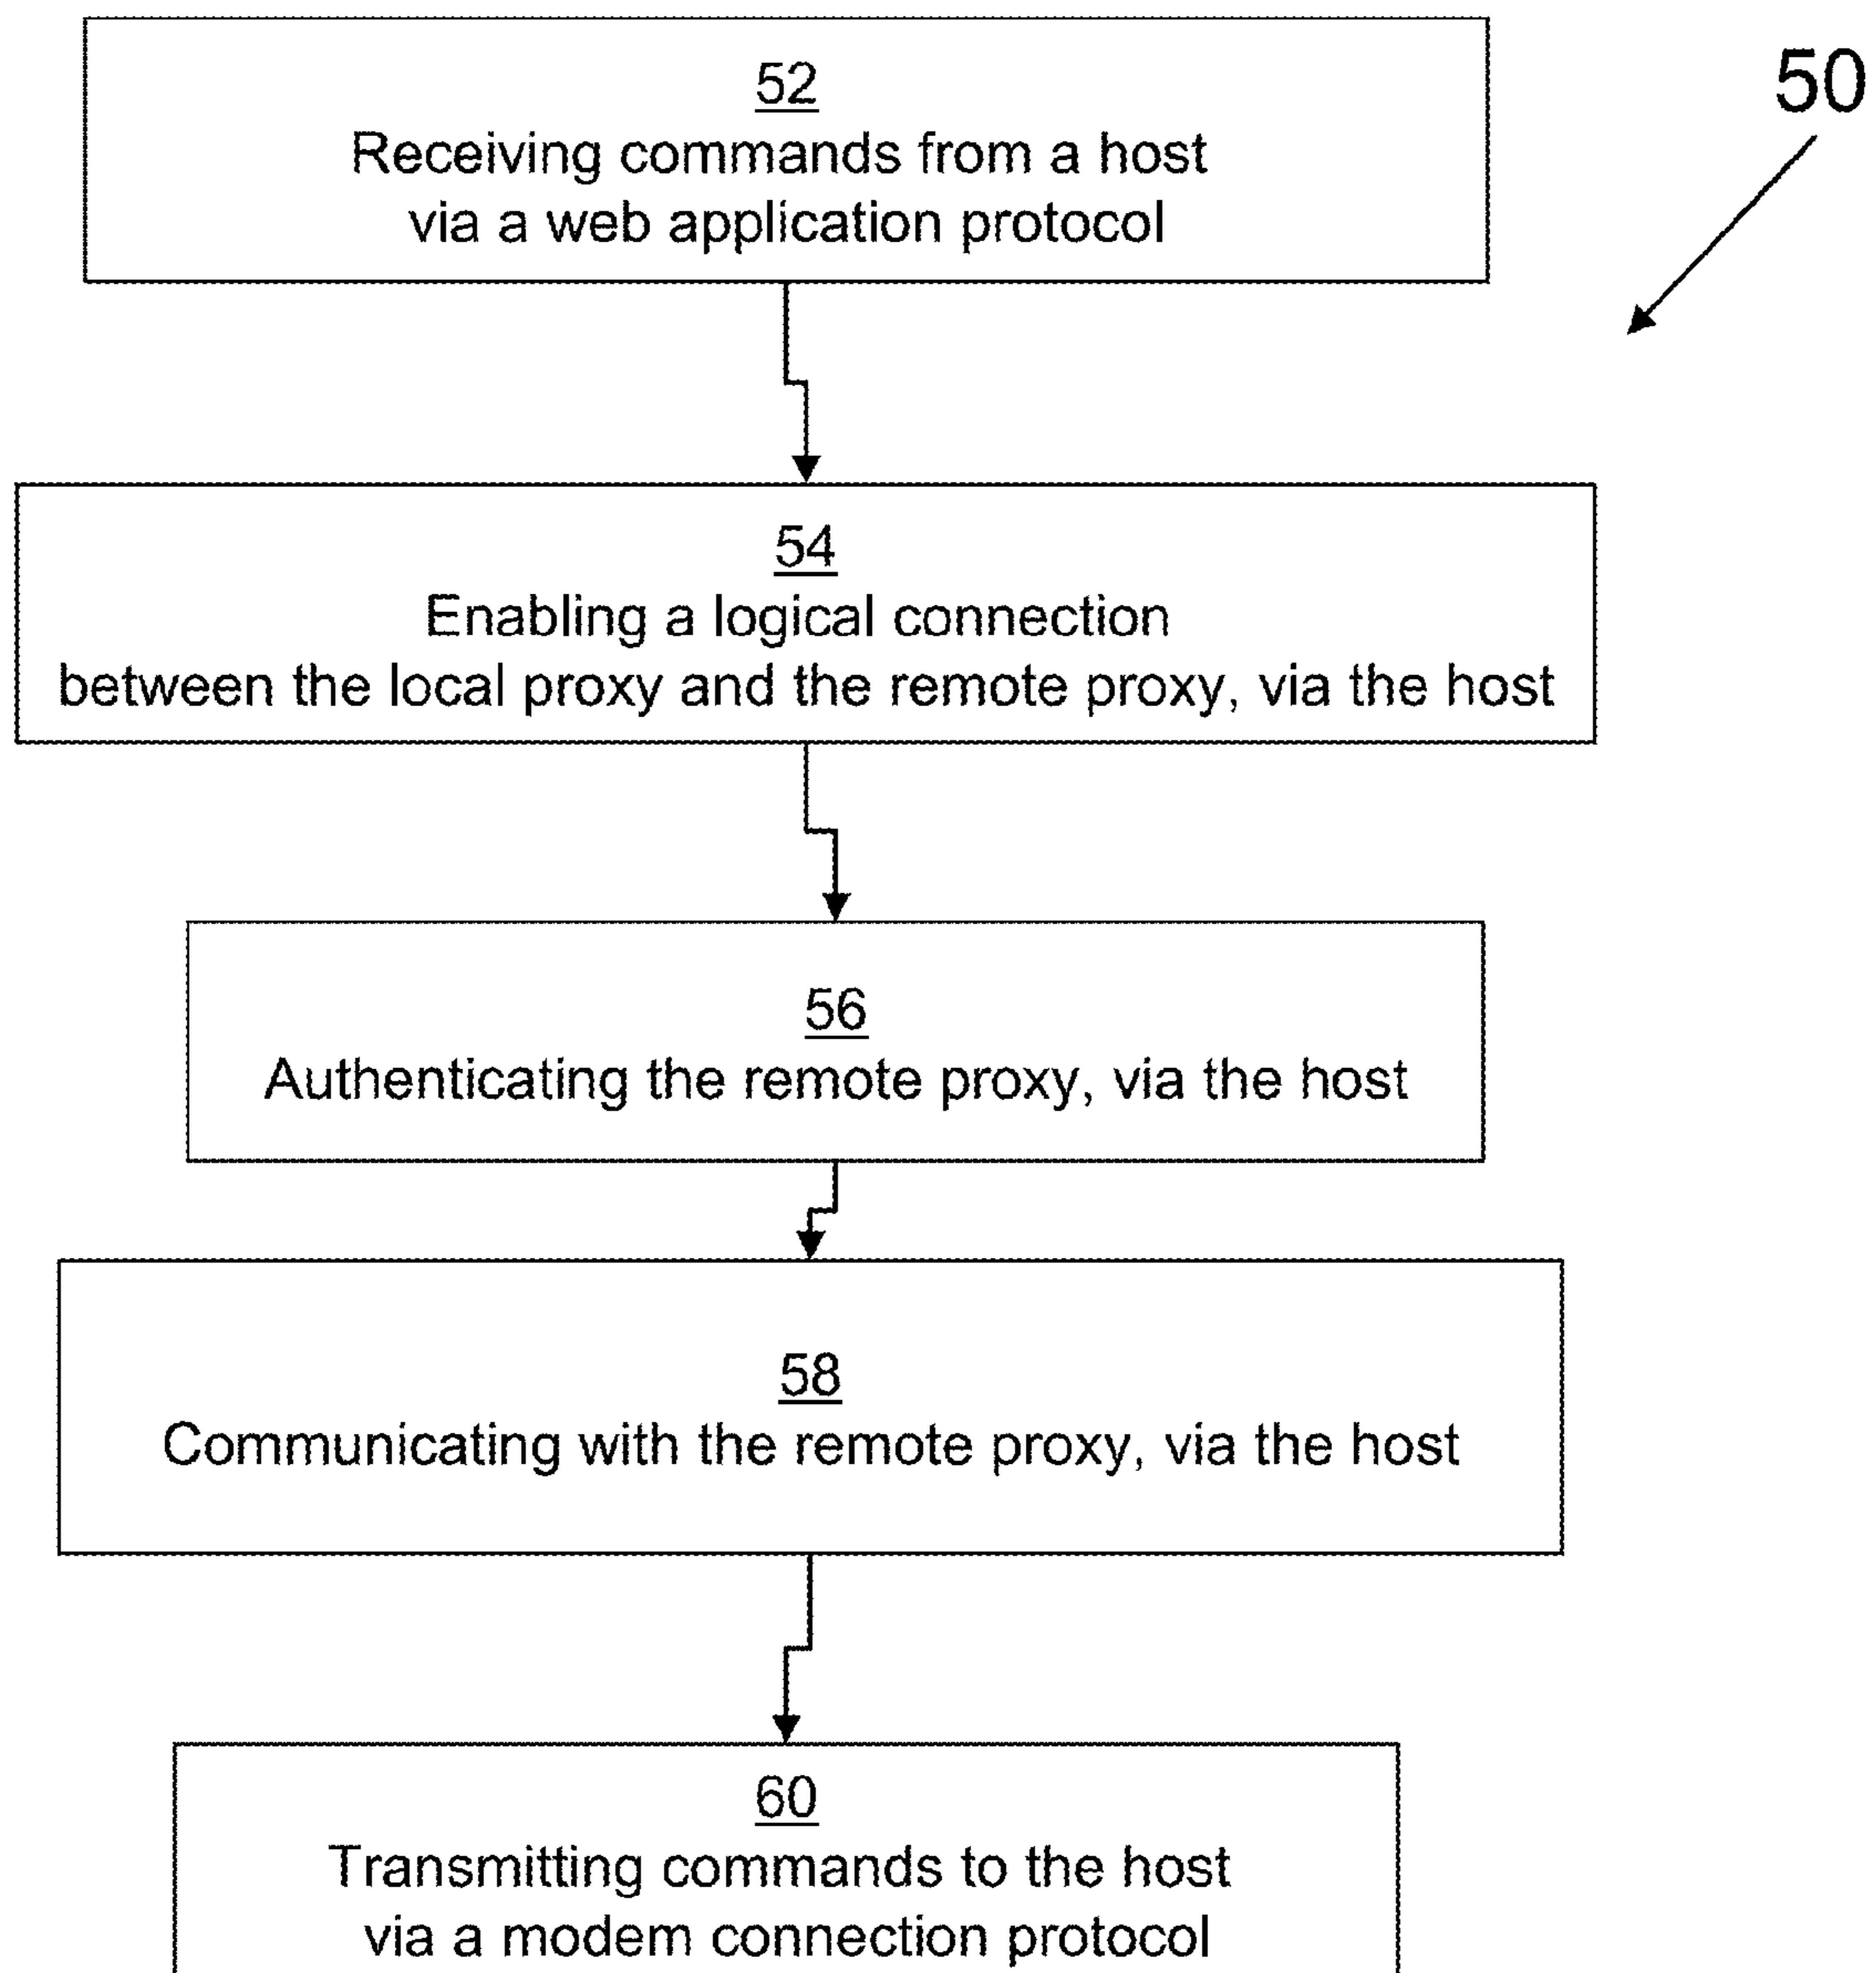 52
Receiving commands from a host
via a web application protocol
50
54
Enabling a logical connection
between the local proxy and the remote proxy, via the host
56
Authenticating the remote proxy, via the host
58
Communicating with the remote proxy, via the host
60
Transmitting commands to the host
via a modem connection protocol